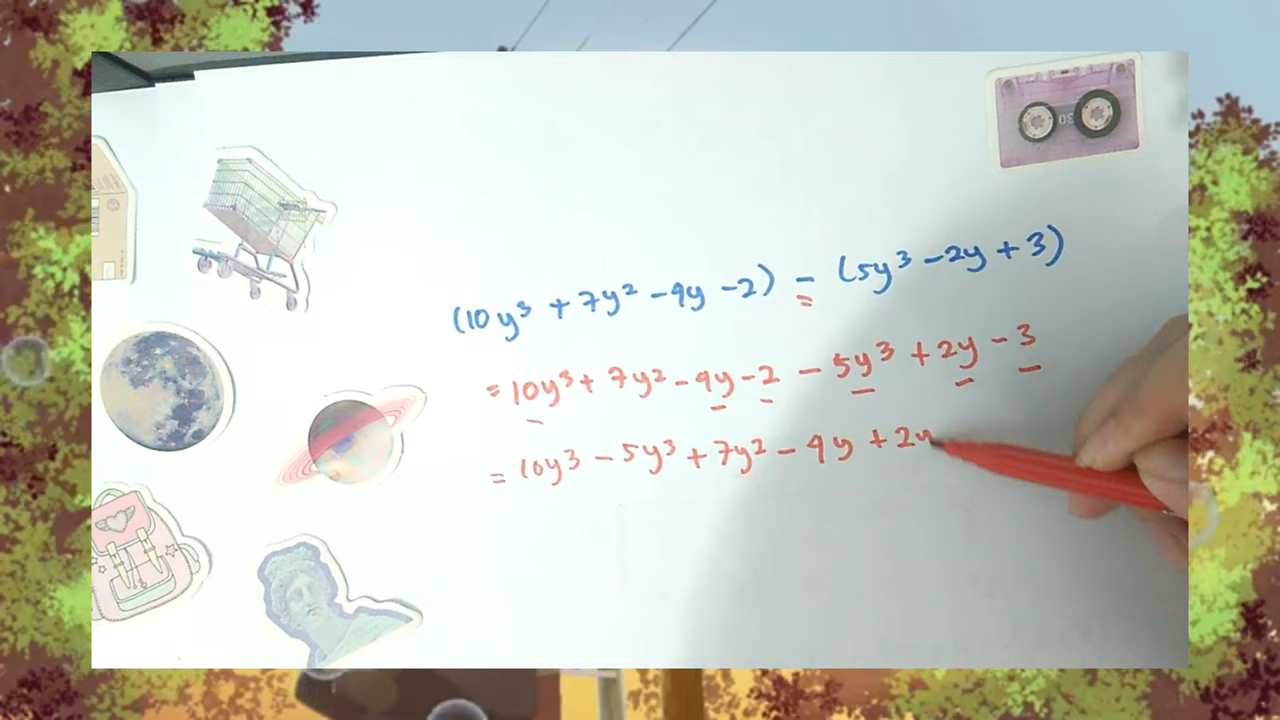 (10y³ + 7y² - 4y - 2) - (5y³ - 2y + 3)
= 10y³ + 7y² - 4y - 2 - 5y³ + 2y - 3
= 10y³ - 5y³ + 7y² - 4y + 2y
30